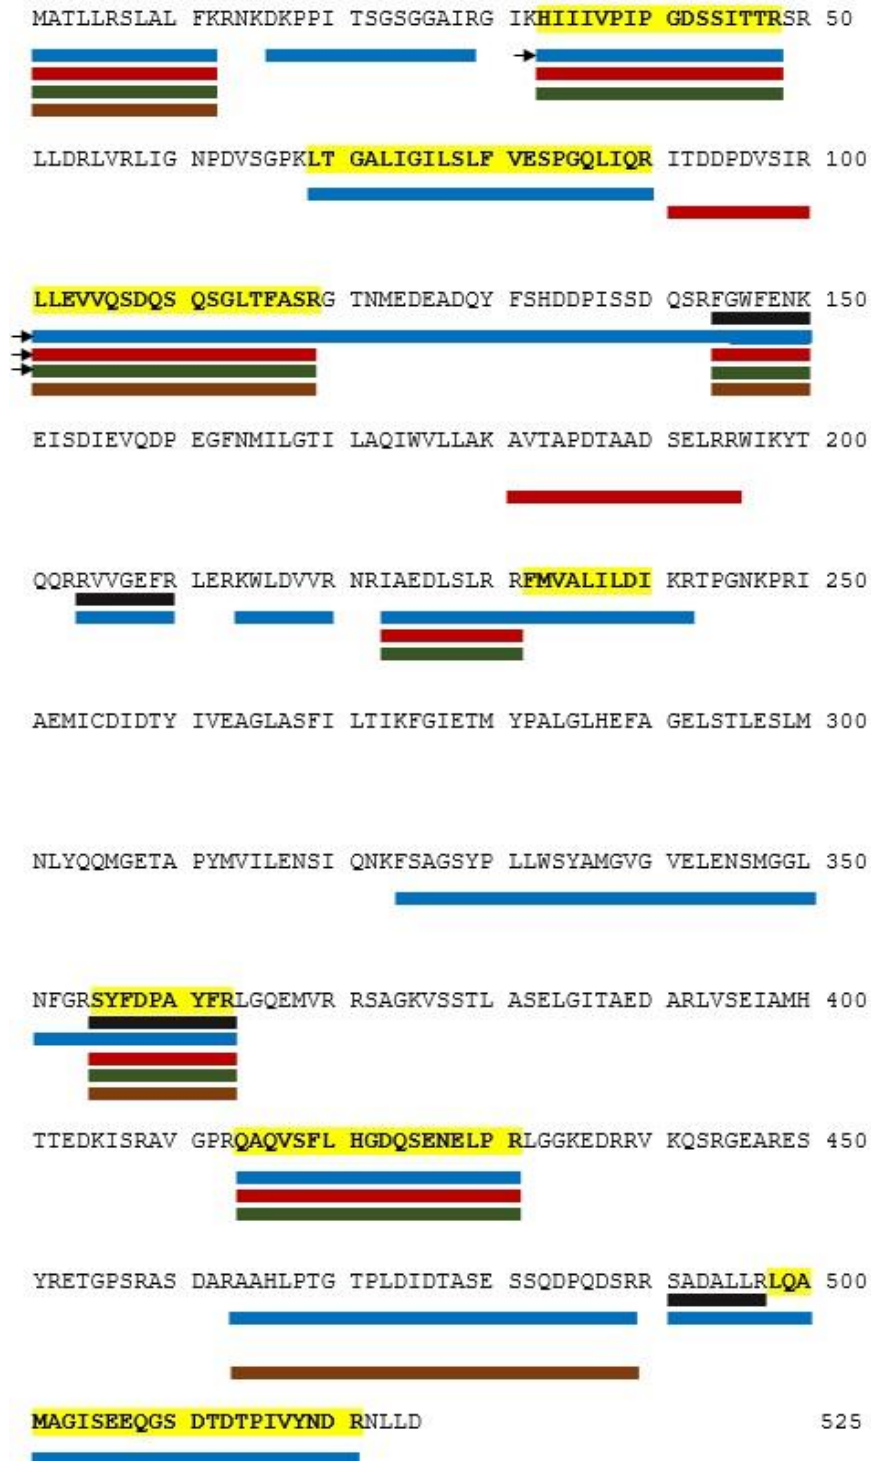 MATLLRSLAL FKRNKDKPPI TSGSGGAIRG IKHIIIVPIP GDSSITTRSR 50
LLDRLVRLIG NPDVSGPKLT GALIGILSLF VESPGQLIQR ITDDPDVSIR 100
LLEVVQSDQS QSGLTFASRG TNMEDEADQY FSHDDPISSD QSRFGWFENK 150
EISDIEVQDP EGFNMILGTI LAQIWVLLAK AVTAPDTAAD SELRRWIKYT 200
QQRRVVGEFR LERKWLDVVR NRIAEDLSLR RFMVALILDI KRTPGNKPRI 250
AEMICDIDTY IVEAGLASFI LTIKFGIETM YPALGLHEFA GELSTLESLM 300
NLYQQMGETA PYMVILENSI QNKFSAGSYP LLWSYAMGVG VELENSMGGL 350
NFGRSYFDPA YFRLGQEMVR RSAGKVSSTL ASELGITAED ARLVSEIAMH 400
TTEDKISRAV GPRQAQVSFL HGDQSENELPR LGGKEDRRV KQSRGEARES 450
YRETGPSRAS DARAAHLPTG TPLDIDTASE SSQDPQDSRR SADALLRLQA 500
MAGISEEQGS DTDTPIVYND RNLLD 525